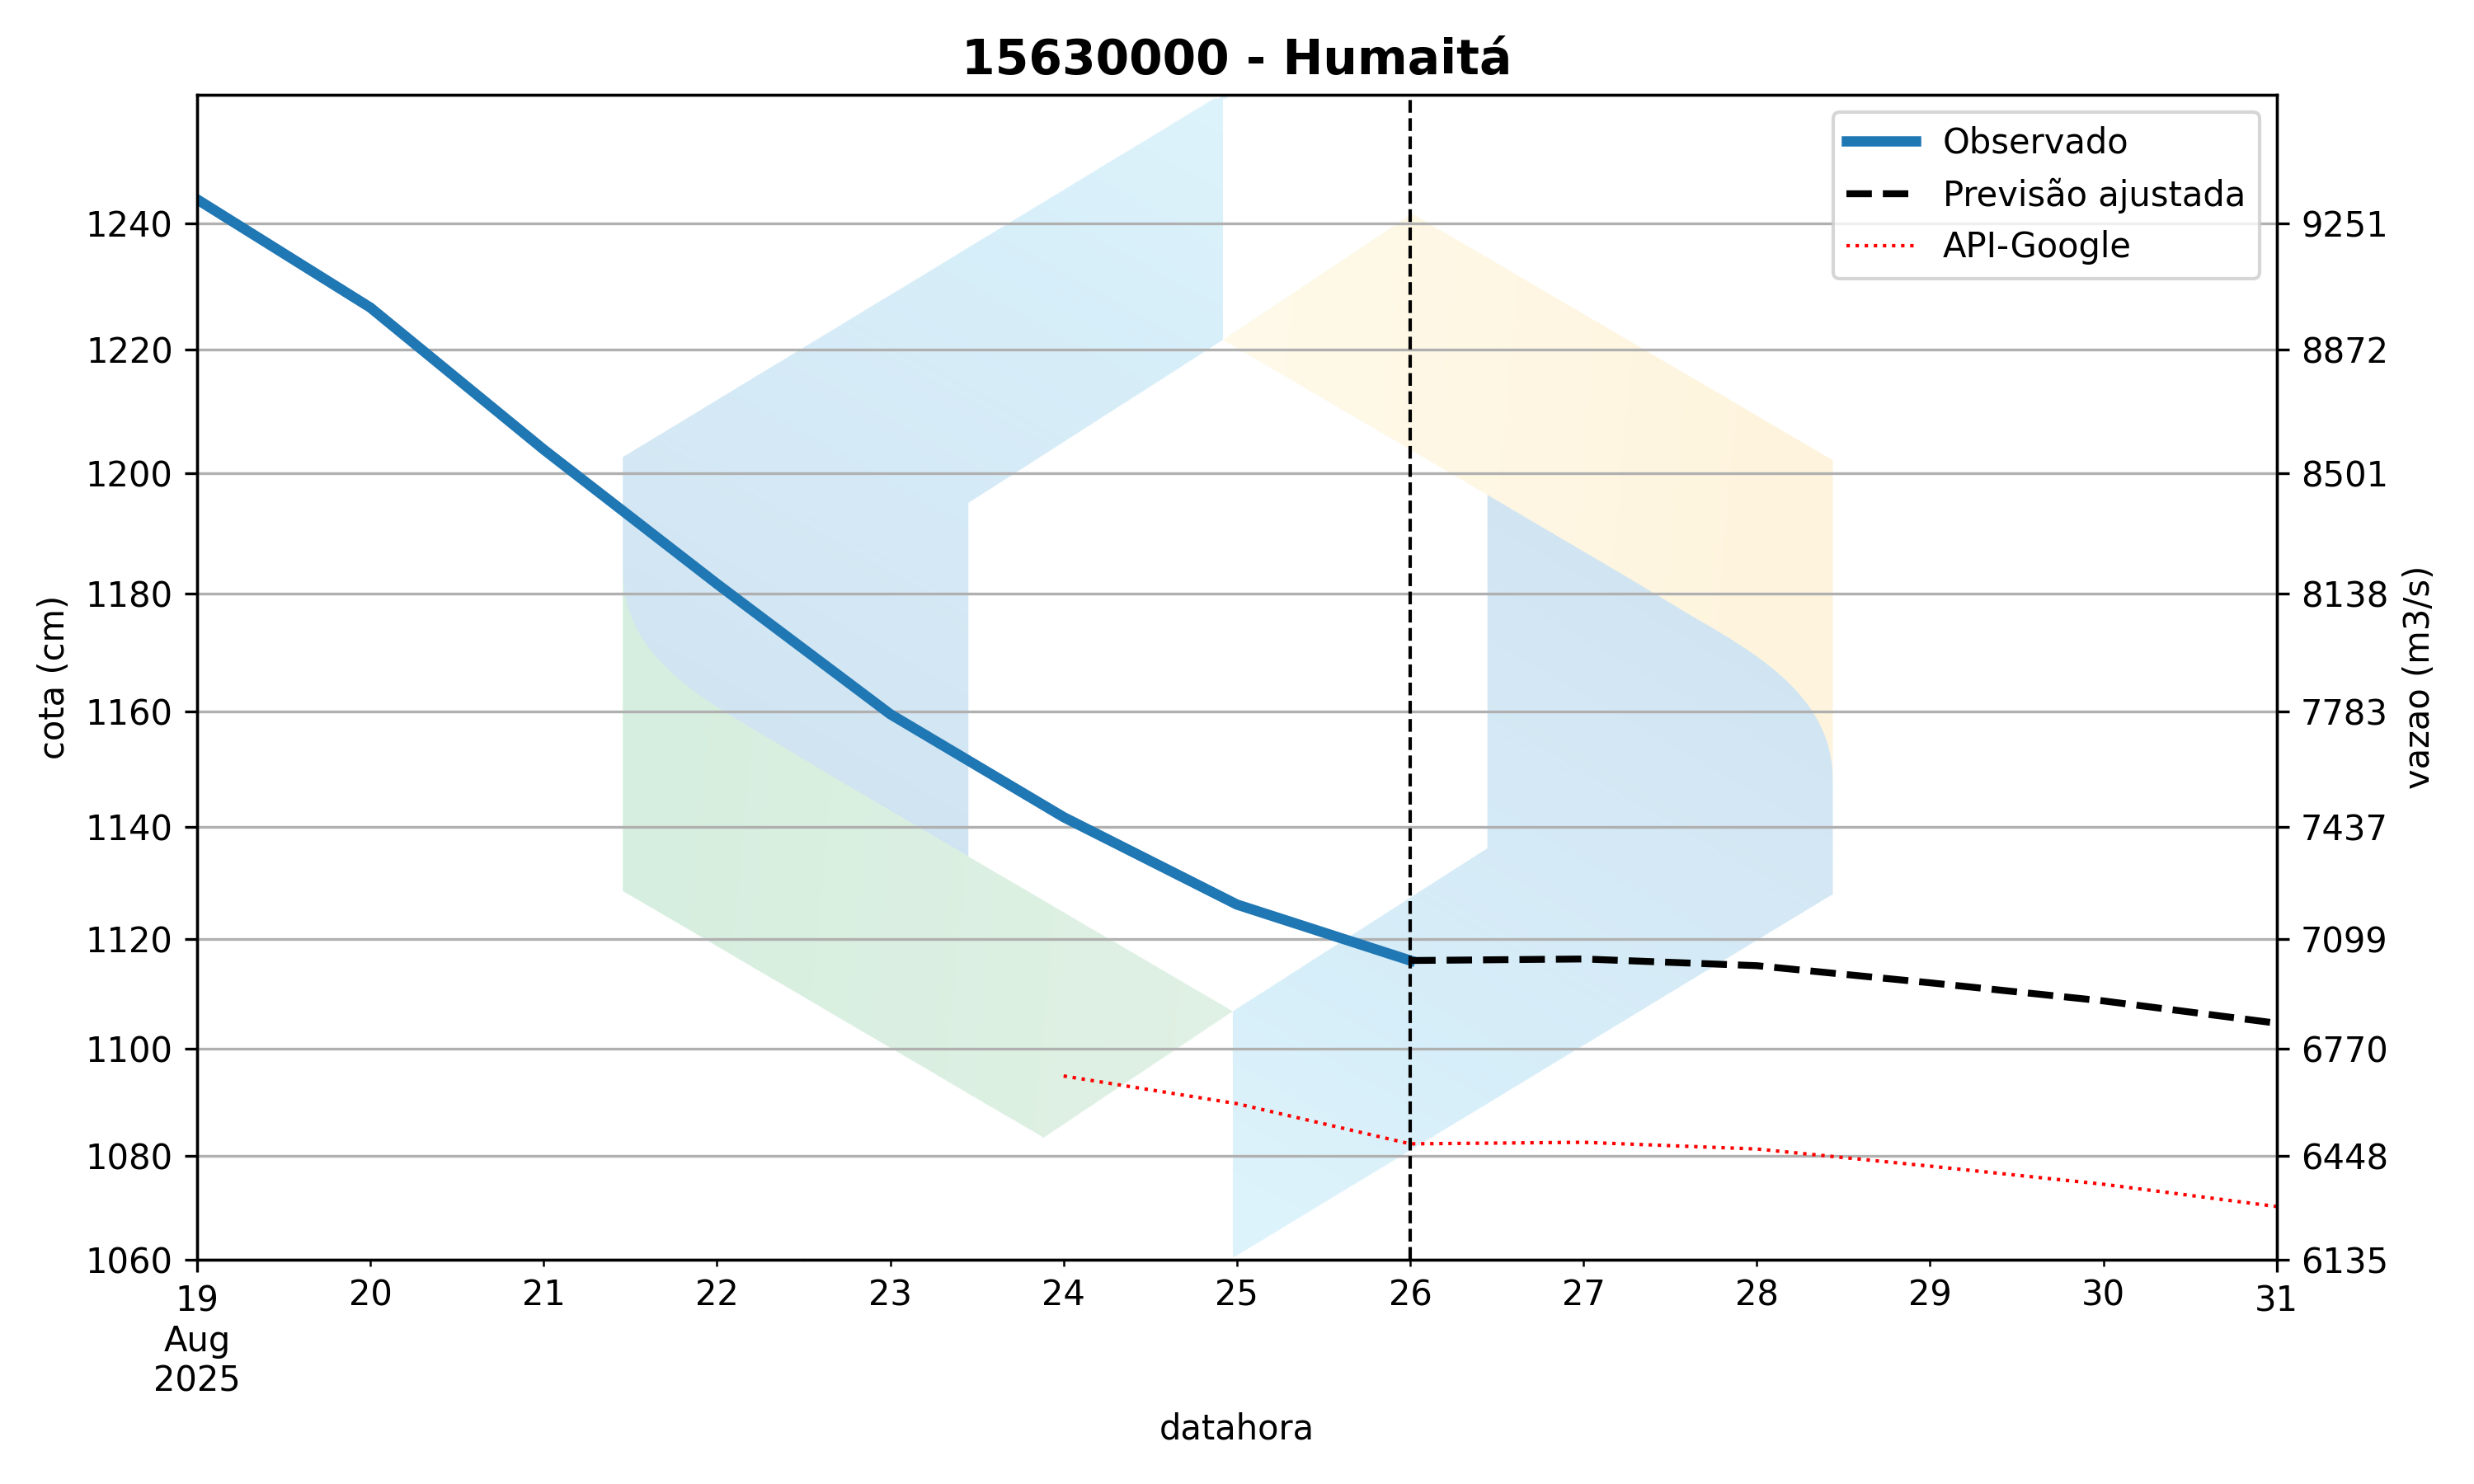 15630000 - Humaitá
Observado
Previsão ajustada
API-Google
cota (cm)
1240
1220
1200
1180
1160
1140
1120
1100
1080
1060
9251
8872
8501
8138
7783
7437
7099
6770
6448
6135
vazao (m3/s)
19 20 21 22 23 24 25 26 27 28 29 30 31
Aug
2025
datahora